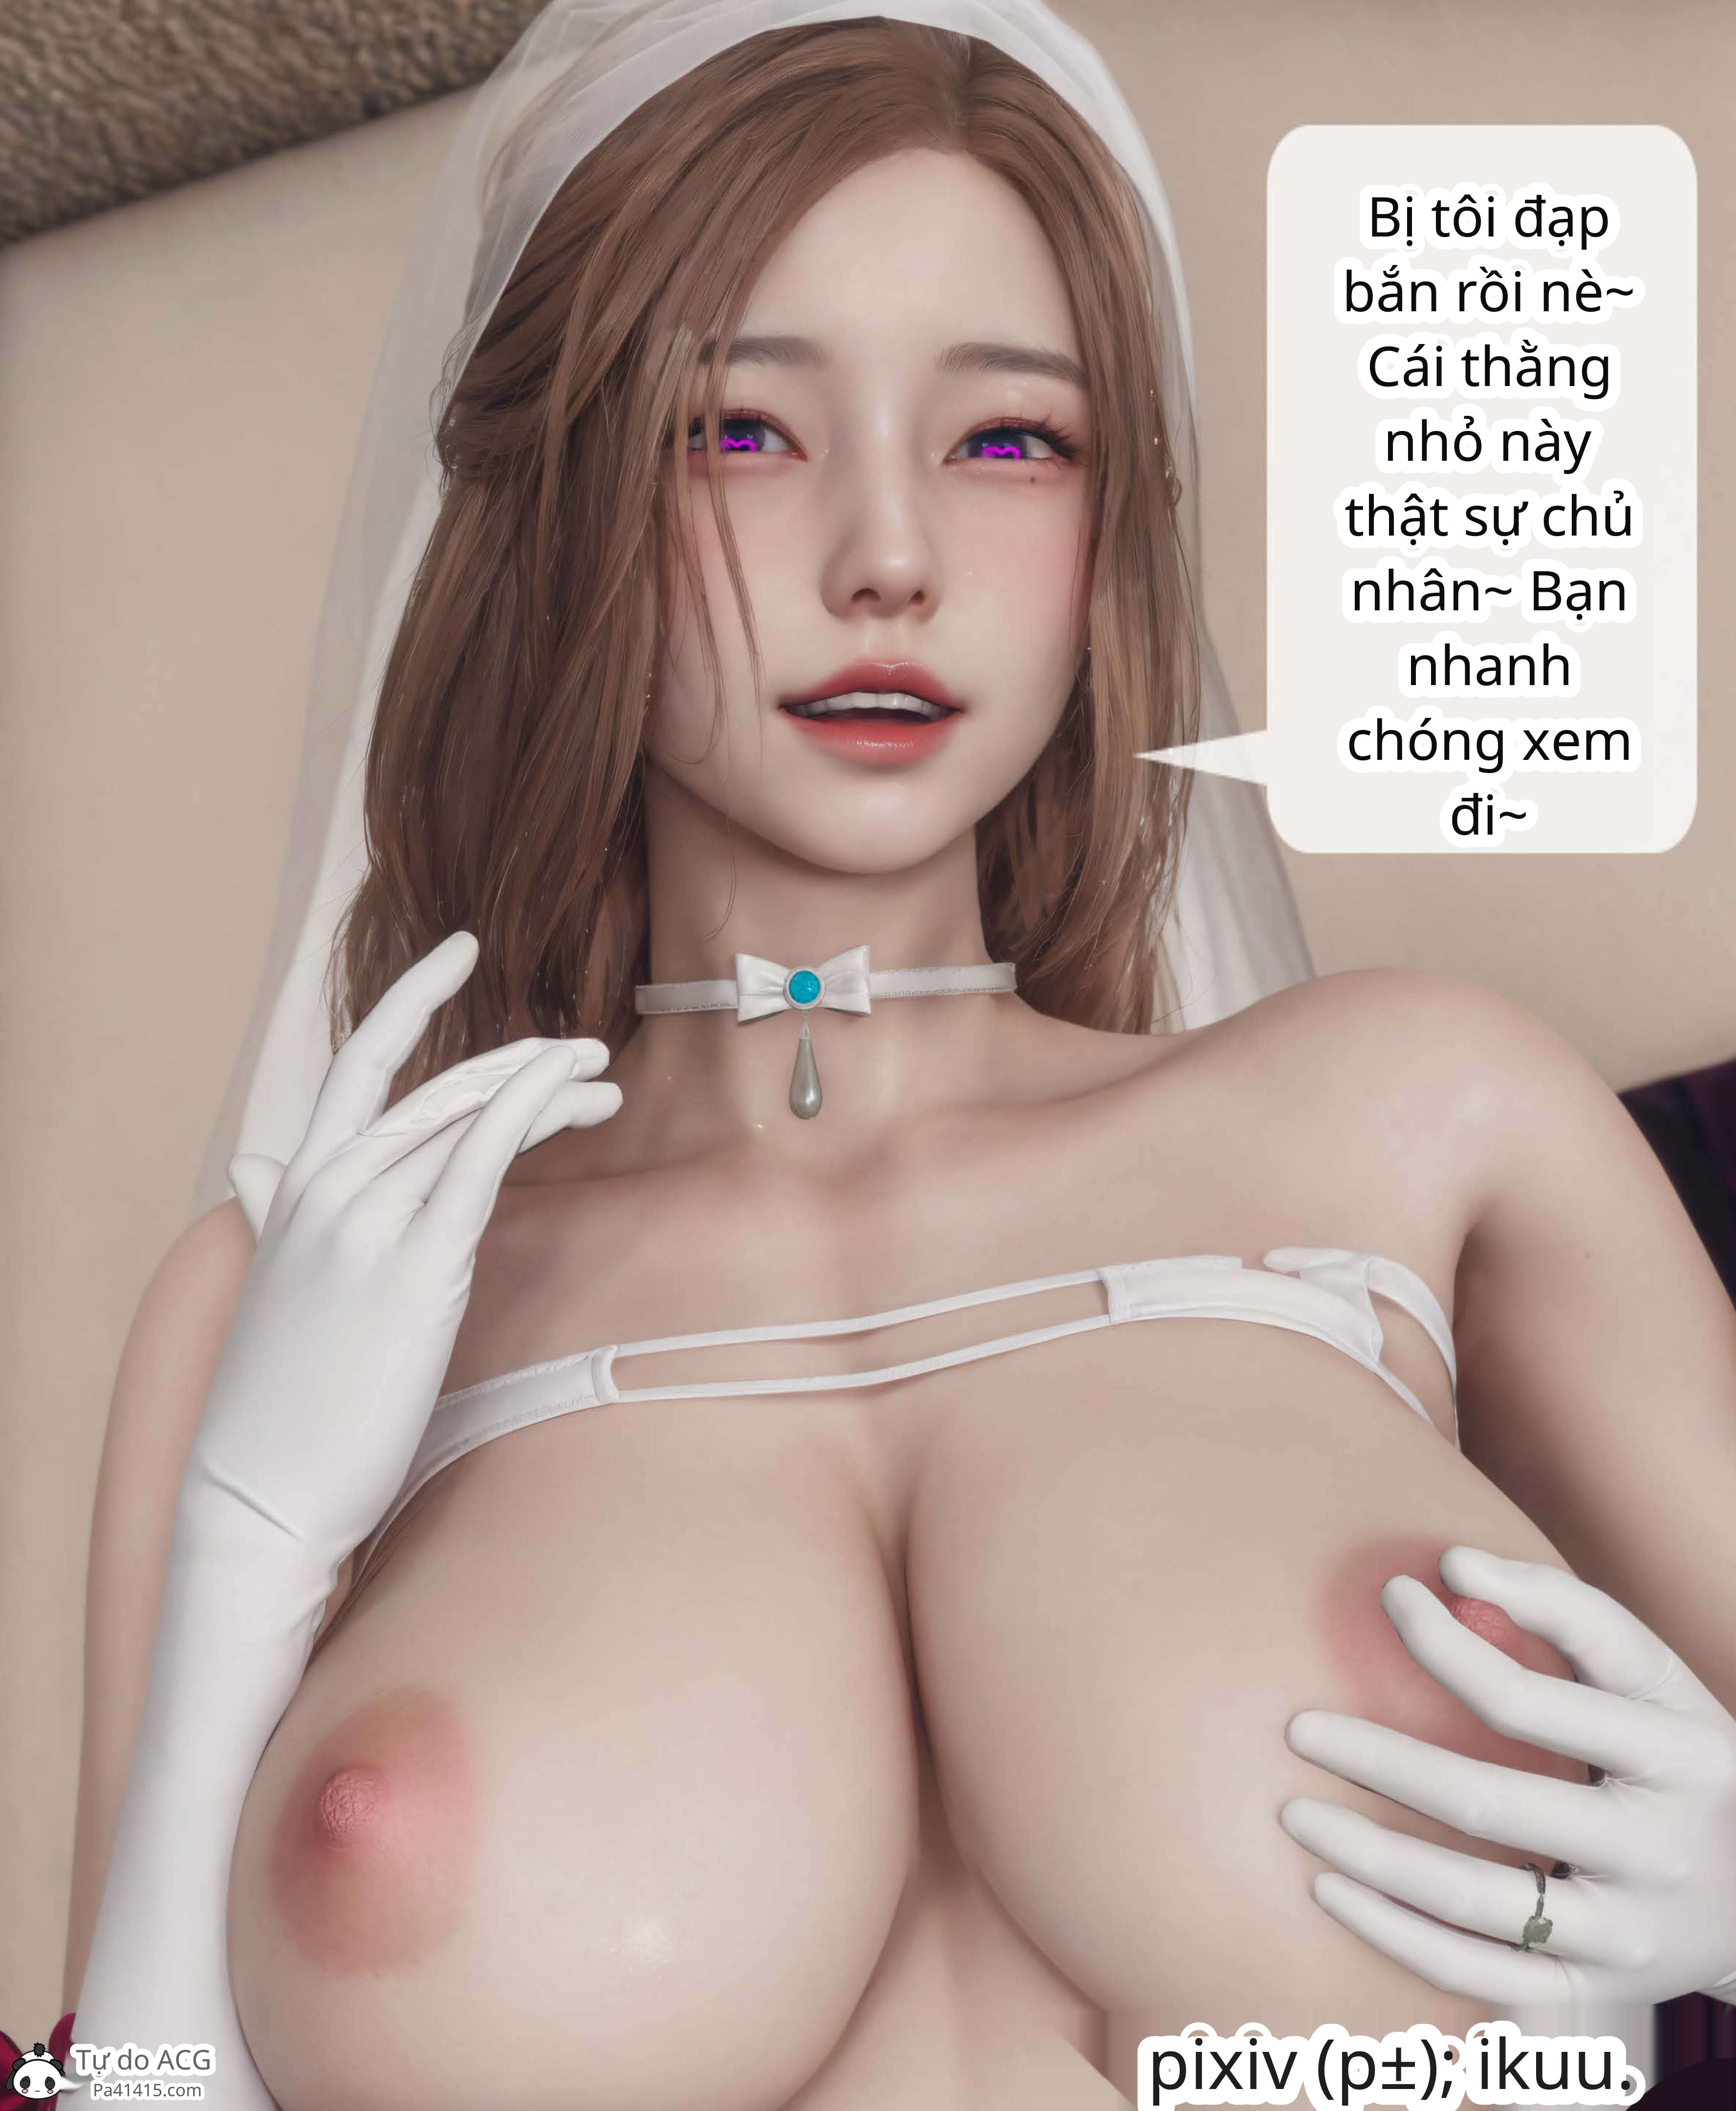 Bị tôi đạp
bắn rồi nè~
Cái thằng
nhỏ này
thật sự chủ
nhân~ Bạn
nhanh
chóng xem
đi~
Tự do ACG
Pa41415.com
pixiv (p±); ikuu.